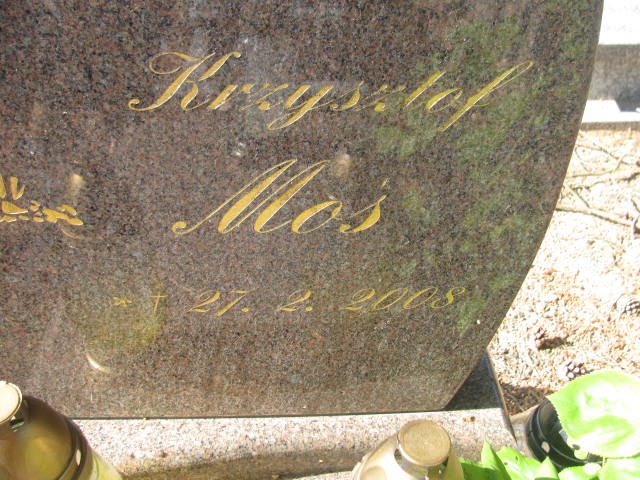 Krzysztof
Moś
* † 27. 2. 2008